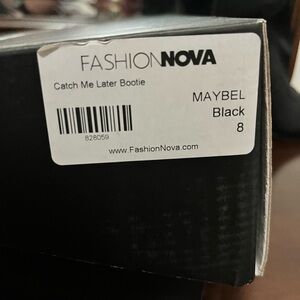 FASHIONNOVA
Catch Me Later Bootie
MAYBEL
Black
828059
8
www.FashionNova.com